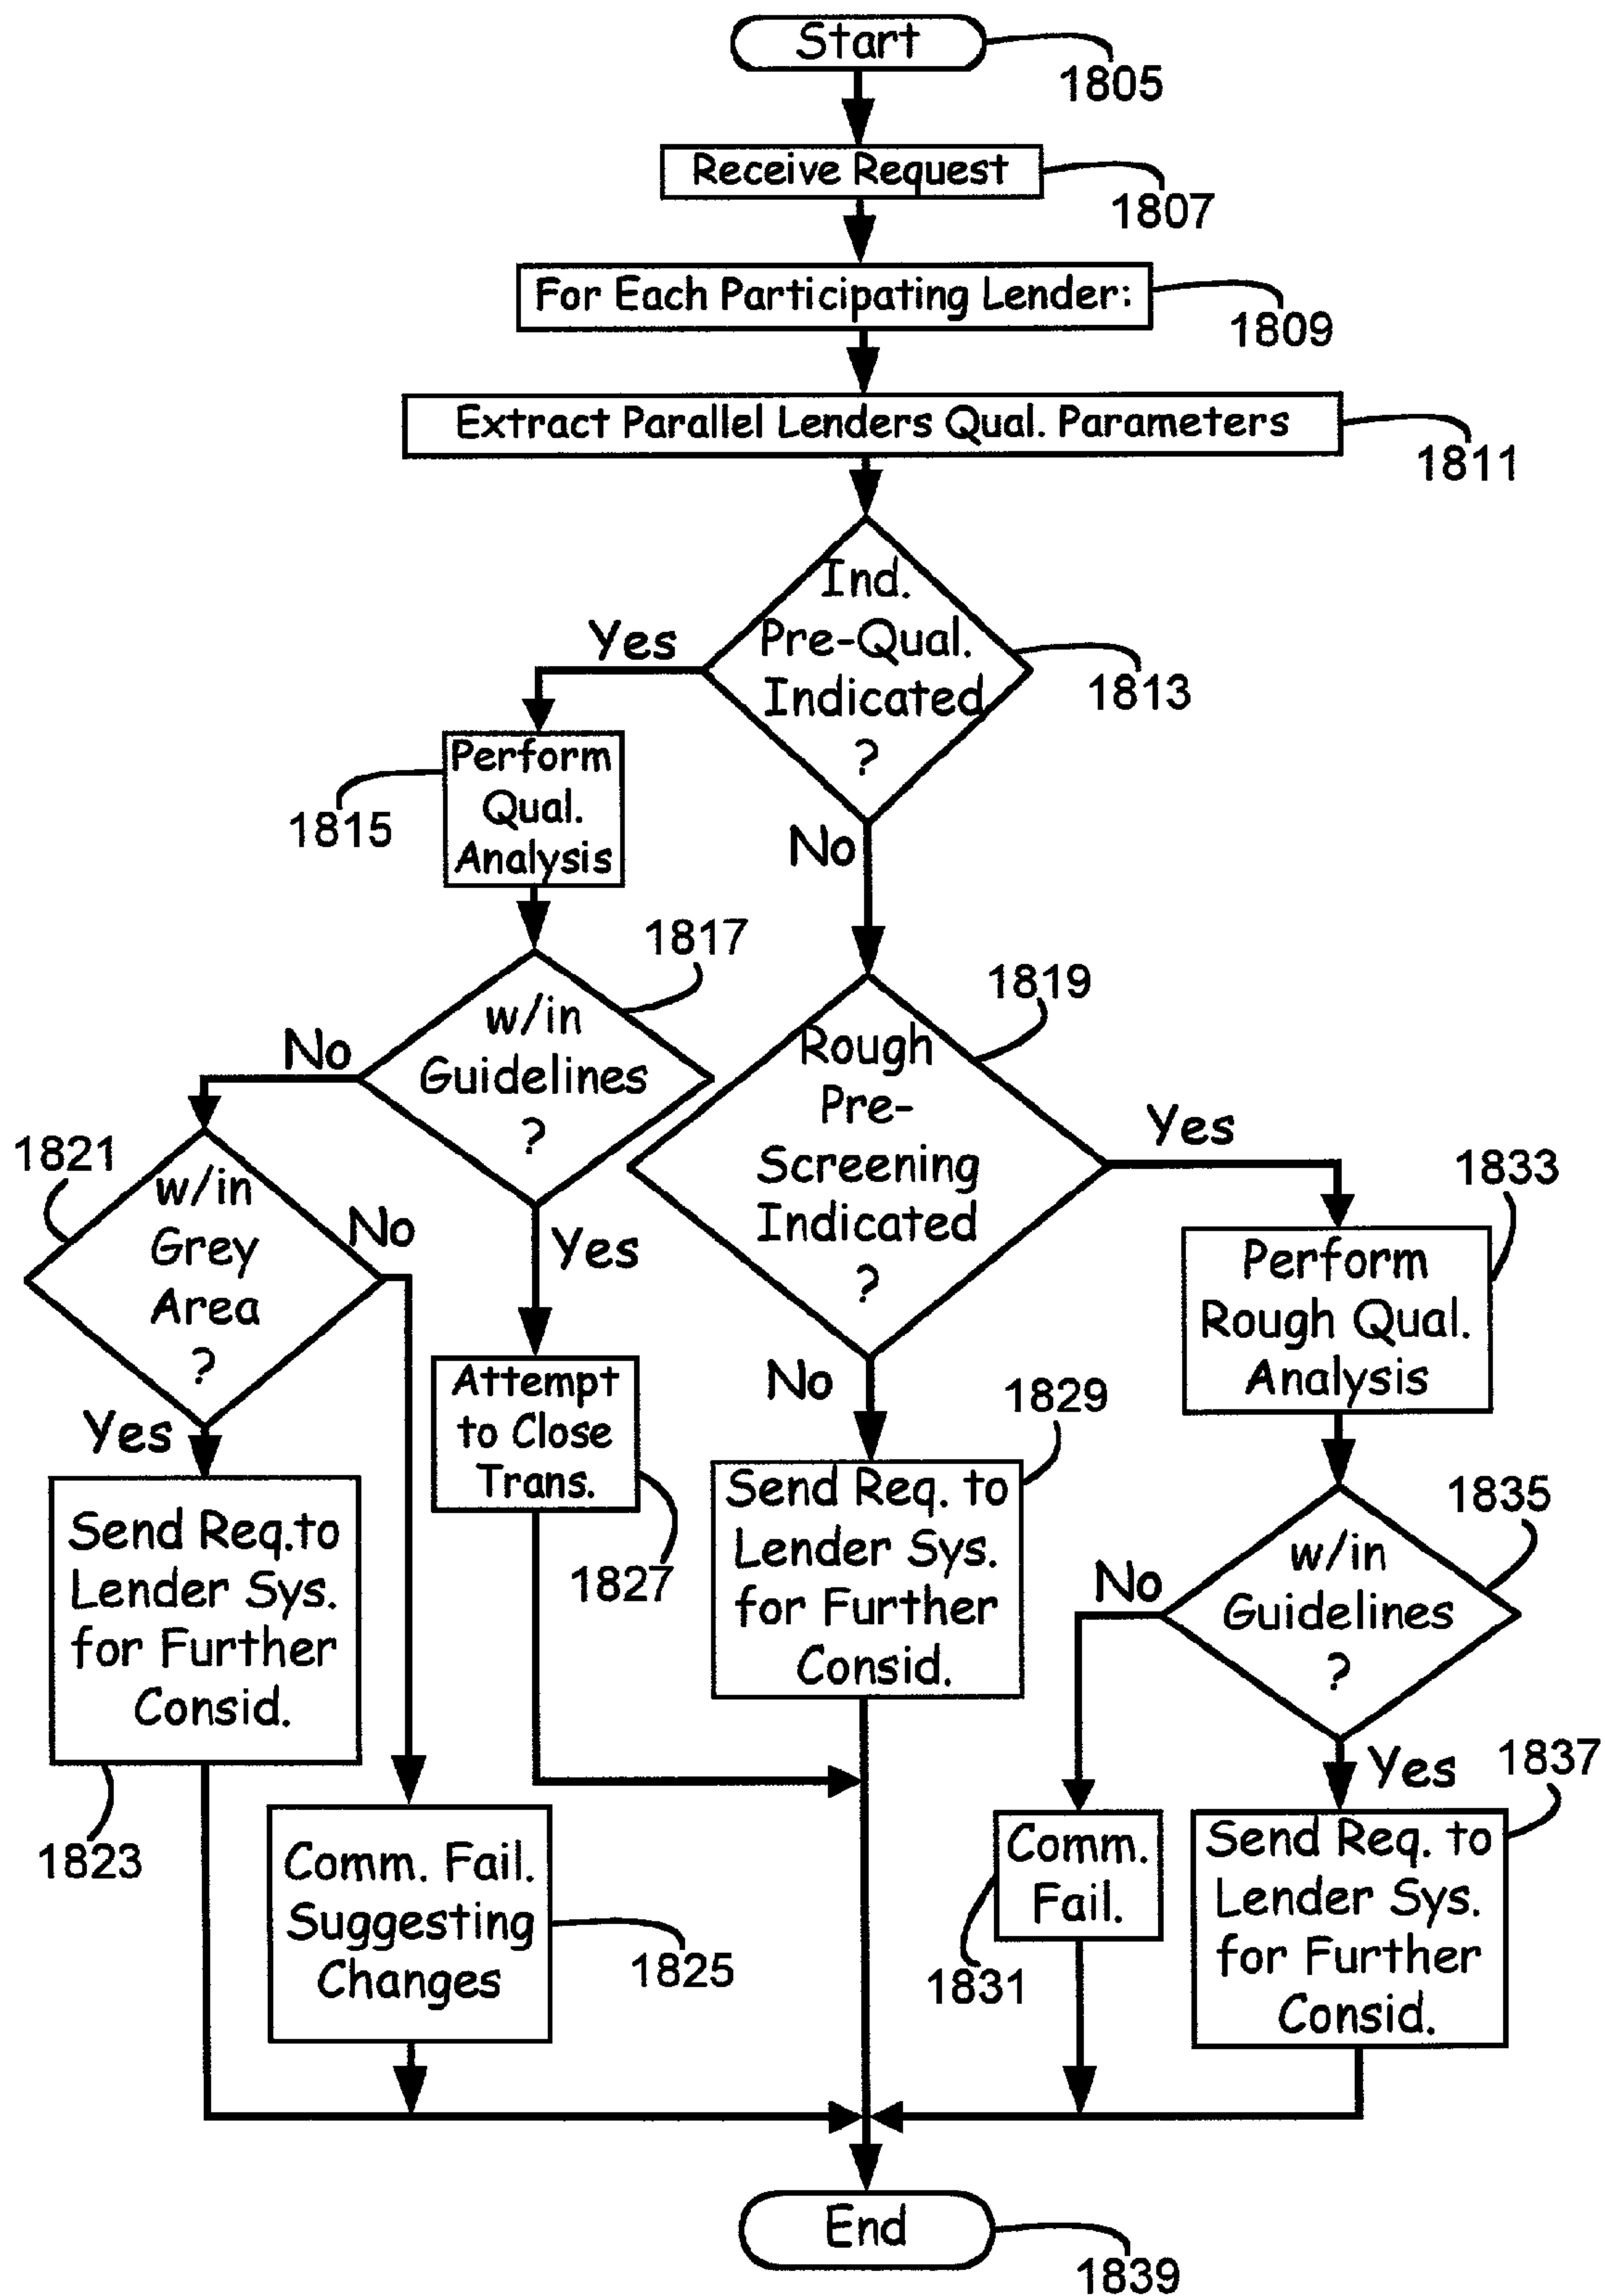 Start
1805
Receive Request
1807
For Each Participating Lender:
1809
Extract Parallel Lenders Qual. Parameters
1811
Ind.
Pre-Qual.
Indicated
?
1813
Yes
No
Perform
Qual.
Analysis
1815
w/in
Guidelines
?
1817
No
Yes
Rough
Pre-
Screening
Indicated
?
1819
Yes
No
w/in
Grey
Area
?
1821
No
Yes
Send Req.to
Lender Sys.
for Further
Consid.
1823
Comm. Fail.
Suggesting
Changes
1825
Attempt
to Close
Trans.
1827
Send Req. to
Lender Sys.
for Further
Consid.
1829
Perform
Rough Qual.
Analysis
1833
w/in
Guidelines
?
1835
No
Yes
Comm.
Fail.
1831
Send Req. to
Lender Sys.
for Further
Consid.
1837
End
1839